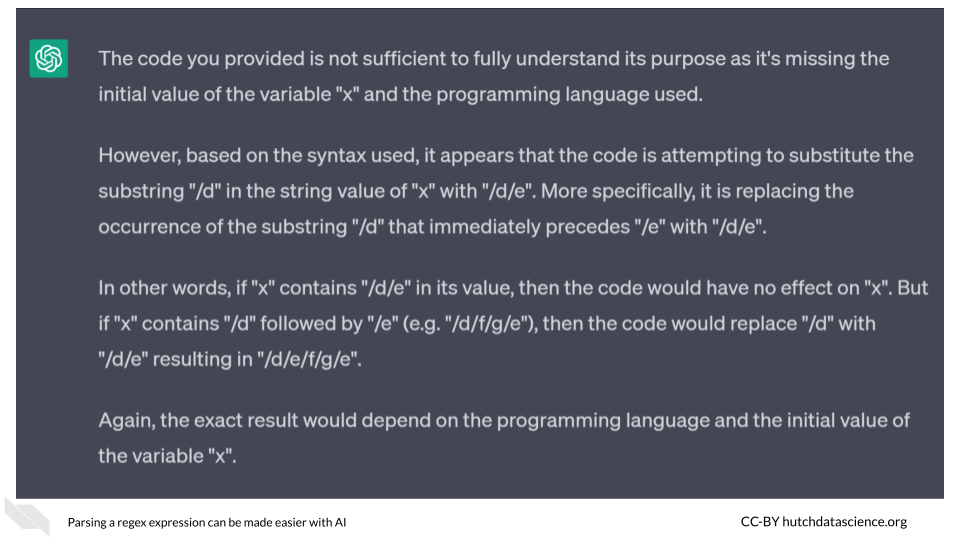 The code you provided is not sufficient to fully understand its purpose as it's missing the
initial value of the variable "x" and the programming language used.
However, based on the syntax used, it appears that the code is attempting to substitute the
substring "/d" in the string value of "x" with "/d/e". More specifically, it is replacing the
occurrence of the substring "/d" that immediately precedes "/e" with "/d/e".
In other words, if "x" contains "/d/e" in its value, then the code would have no effect on "x". But
if "x" contains "/d" followed by "/e" (e.g. "/d/f/g/e"), then the code would replace "/d" with
"/d/e" resulting in "/d/e/f/g/e".
Again, the exact result would depend on the programming language and the initial value of
the variable "x".
Parsing a regex expression can be made easier with AI
CC-BY hutchdatascience.org